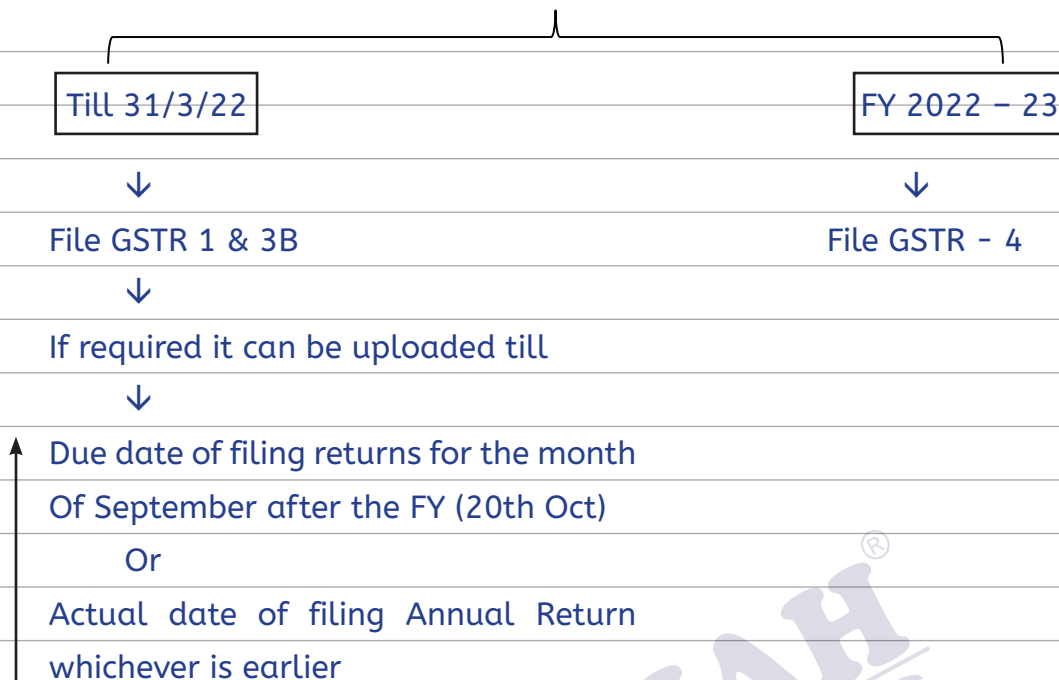 Till 31/3/22
FY 2022 – 23
↓
↓
File GSTR 1 & 3B
File GSTR - 4
↓
If required it can be uploaded till
↓
Due date of filing returns for the month
Of September after the FY (20th Oct)
Or
Actual date of filing Annual Return
whichever is earlier
AH®